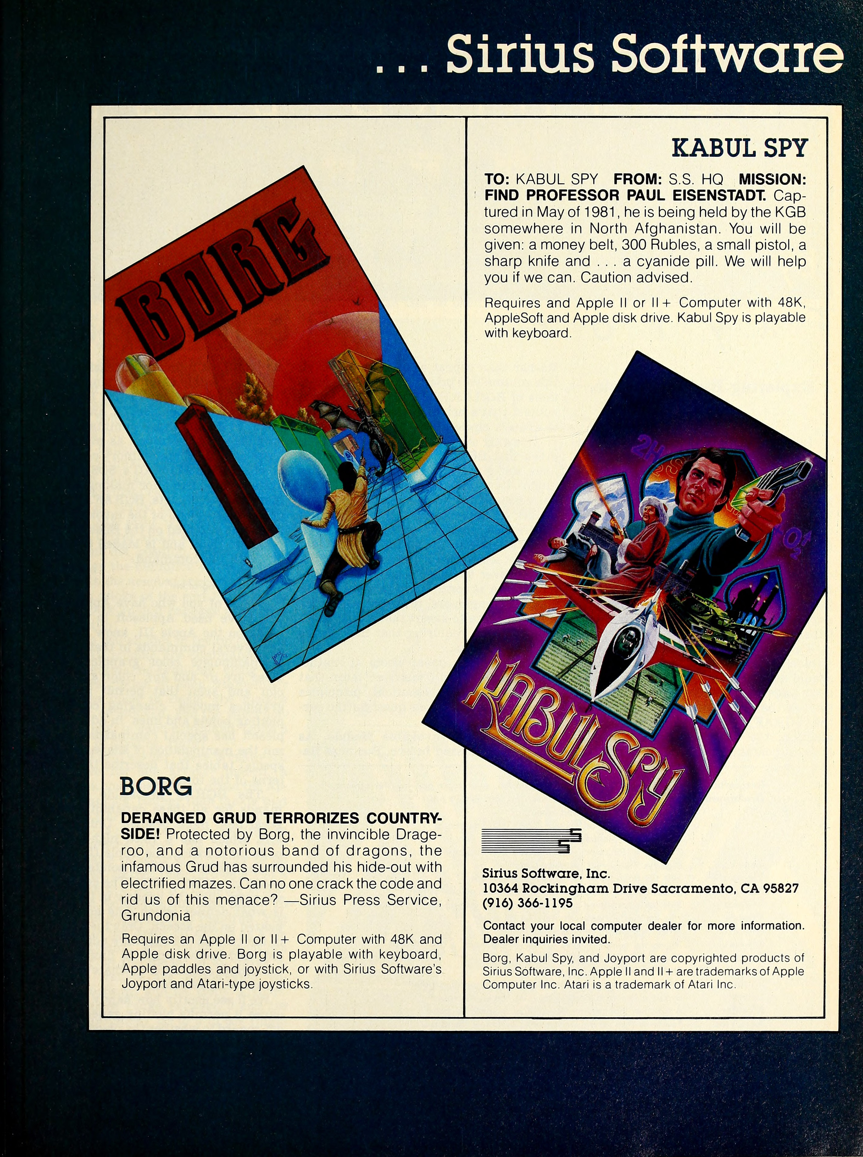 ... Sirius Software
BORG
BORG
DERANGED GRUD TERRORIZES COUNTRY-
SIDE! Protected by Borg, the invincible Drage-
roo, and a notorious band of dragons, the
infamous Grud has surrounded his hide-out with
electrified mazes. Can no one crack the code and
rid us of this menace? —Sirius Press Service,
Grundonia
Requires an Apple II or II+ Computer with 48K and
Apple disk drive. Borg is playable with keyboard,
Apple paddles and joystick, or with Sirius Software's
Joyport and Atari-type joysticks.
KABUL SPY
TO: KABUL SPY FROM: S.S. HQ MISSION:
FIND PROFESSOR PAUL EISENSTADT. Cap-
tured in May of 1981, he is being held by the KGB
somewhere in North Afghanistan. You will be
given: a money belt, 300 Rubles, a small pistol, a
sharp knife and . . . a cyanide pill. We will help
you if we can. Caution advised.
Requires and Apple II or II+ Computer with 48K,
AppleSoft and Apple disk drive. Kabul Spy is playable
with keyboard.
KABUL SPY
SS
Sirius Software, Inc.
10364 Rockingham Drive Sacramento, CA 95827
(916) 366-1195
Contact your local computer dealer for more information.
Dealer inquiries invited.
Borg, Kabul Spy, and Joyport are copyrighted products of
Sirius Software, Inc. Apple II and II+ are trademarks of Apple
Computer Inc. Atari is a trademark of Atari Inc.